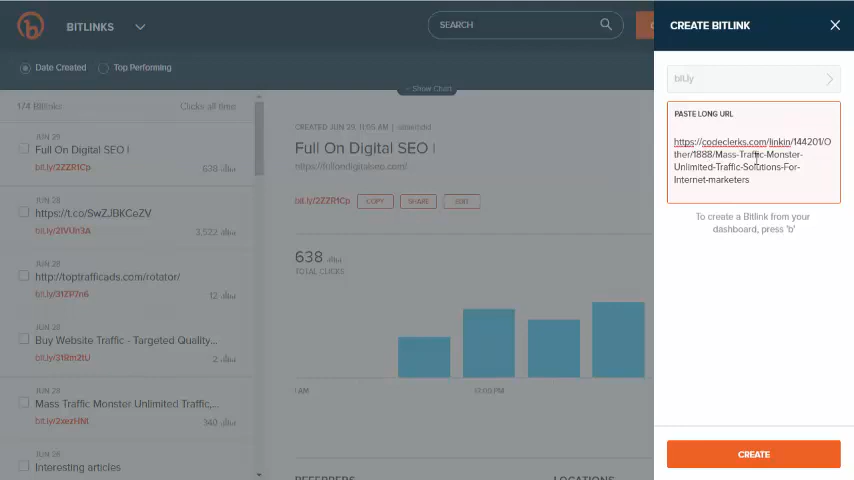 BITLINKS
SEARCH
CREATE BITLINK
Date Created
Top Performing
Show Chart
bit.ly
PASTE LONG URL
https://codeclerks.com/linkin/144201/O
ther/1888/Mass-Traffic-Monster-
Unlimited-Traffic-Solutions-For-
Internet-marketers
To create a Bitlink from your
dashboard, press 'b'
CREATE
174 Bitlinks
Clicks all time
JUN 29
Full On Digital SEO |
bit.ly/2ZZR1Cp
638
JUN 29
https://t.co/SwZJBKCeZV
bit.ly/2IVUn3A
3,522
JUN 28
http://toptrafficads.com/rotator/
bit.ly/31ZP7n6
12
JUN 28
Buy Website Traffic - Targeted Quality...
bit.ly/31Rm2tU
2
JUN 28
Mass Traffic Monster Unlimited Traffic,...
bit.ly/2xezHNl
340
JUN 28
Interesting articles
CREATED JUN 29, 11:55 AM
Full On Digital SEO |
https://fullondigitalseo.com/
bit.ly/2ZZR1Cp
COPY
SHARE
EDIT
638
TOTAL CLICKS
1 AM
12:00 PM
REFERRERS
LOCATIONS